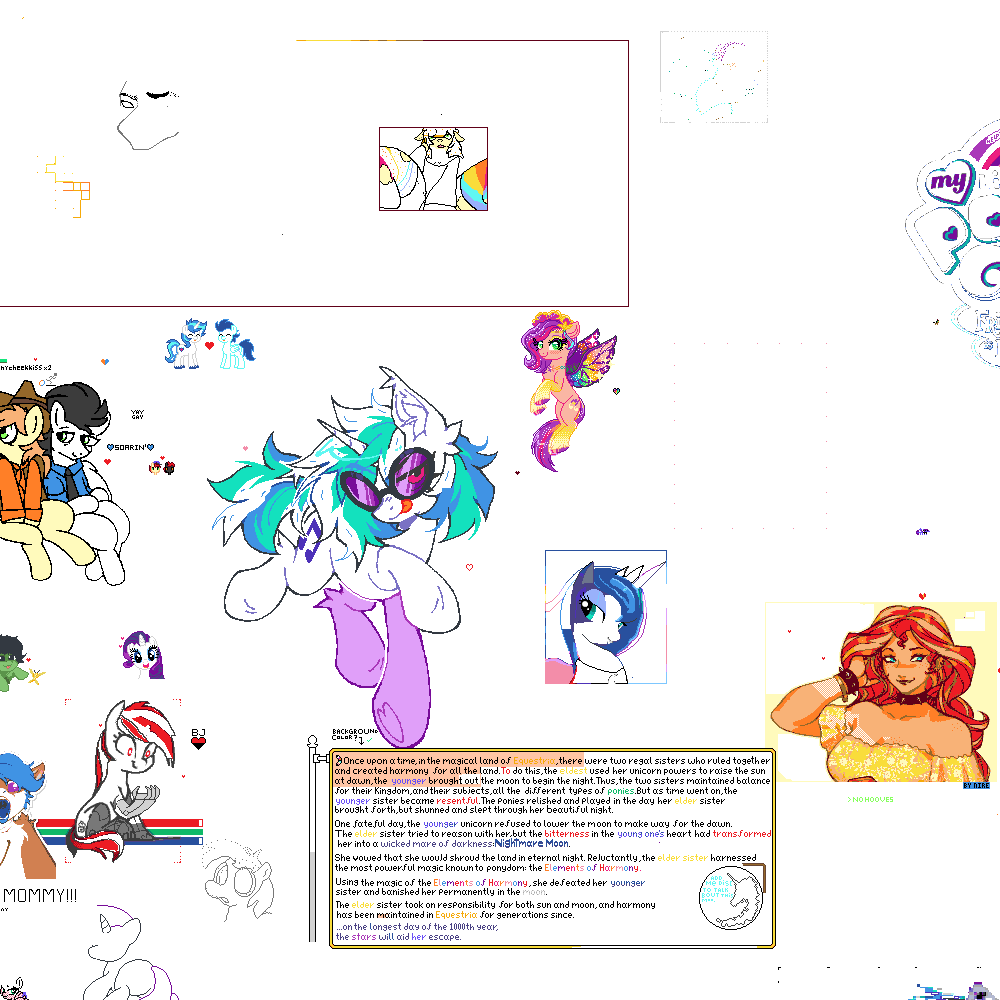 my
nycheekkiss x2
YAY
GAY
SOARIN'
BJ
BACKGROUND
COLOR?
Once upon a time, in the magical land of Equestria, there were two regal sisters who ruled together
and created harmony for all the land. To do this, the eldest used her unicorn powers to raise the sun
at dawn, the younger brought out the moon to begin the night. Thus, the two sisters maintained balance
for their kingdom, and their subjects, all the different types of ponies. But as time went on, the
younger sister became resentful. The ponies relished and played in the day her elder sister
brought forth, but shunned and slept through her beautiful night.
One fateful day, the younger unicorn refused to lower the moon to make way for the dawn.
The elder sister tried to reason with her, but the bitterness in the young one's heart had transformed
her into a wicked mare of darkness: Nightmare Moon.
She vowed that she would shroud the land in eternal night. Reluctantly, the elder sister harnessed
the most powerful magic known to ponydom: the Elements of Harmony.
Using the magic of the Elements of Harmony, she defeated her younger
sister and banished her permanently in the moon.
The elder sister took on responsibility for both sun and moon, and harmony
has been maintained in Equestria for generations since.
...on the longest day of the 1000th year,
the stars will aid her escape.
ADD
ME DISC
TO TALK
BOUT THIS
BY NIRE
>NO HOOVES
MOMMY!!!